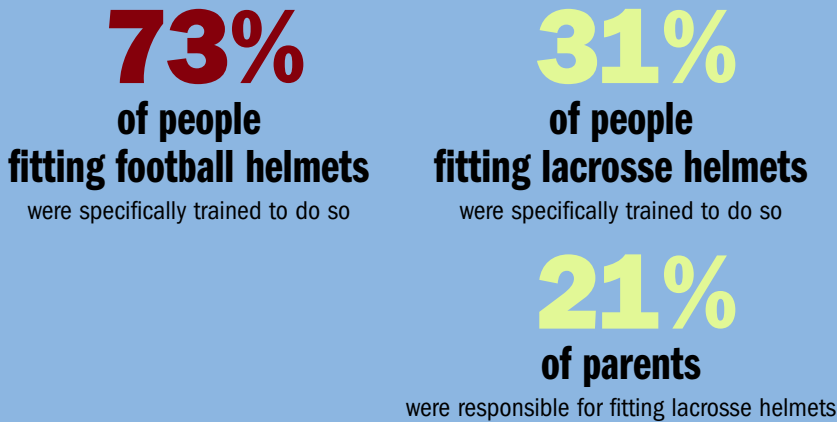 73%
of people
fitting football helmets
were specifically trained to do so
31%
of people
fitting lacrosse helmets
were specifically trained to do so
21%
of parents
were responsible for fitting lacrosse helmets